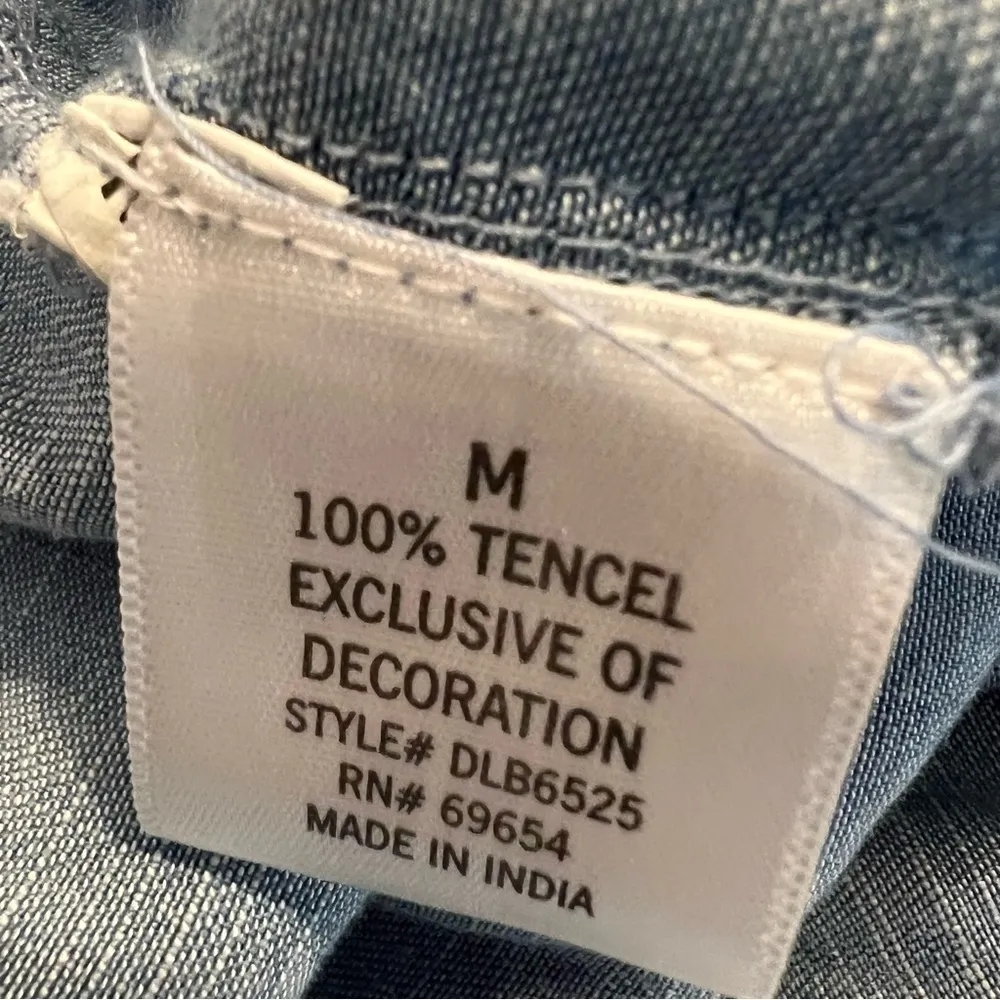 M
100% TENCEL
EXCLUSIVE OF
DECORATION
STYLE# DLB6525
RN# 69654
MADE IN INDIA